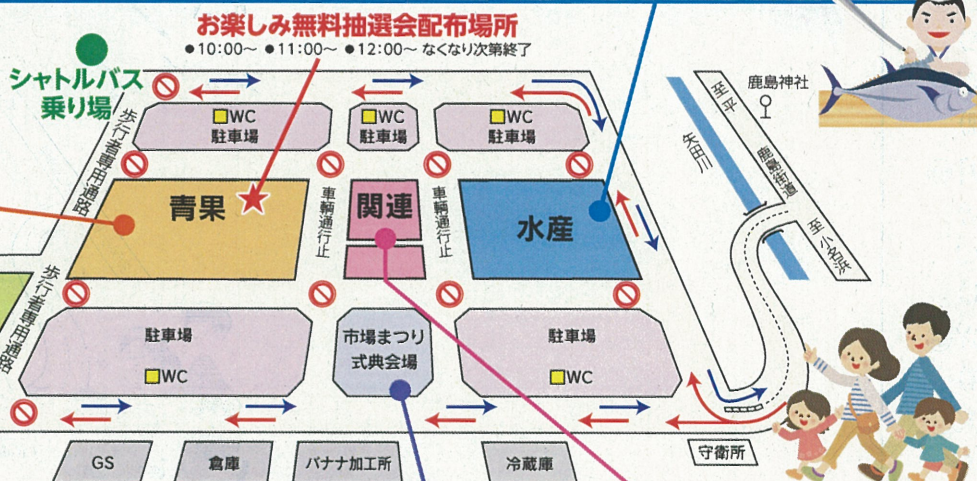 お楽しみ無料抽選会配布場所
●10:00〜 ●11:00〜 ●12:00〜 なくなり次第終了
シャトルバス
乗り場
WC
駐車場
WC
駐車場
WC
駐車場
歩行者専用通路
青果
車輌通行止
関連
車輌通行止
水産
鹿島神社
至平
矢田川
鹿島街道
至小名浜
歩行者専用通路
駐車場
WC
市場まつり
式典会場
駐車場
WC
GS
倉庫
バナナ加工所
冷蔵庫
守衛所